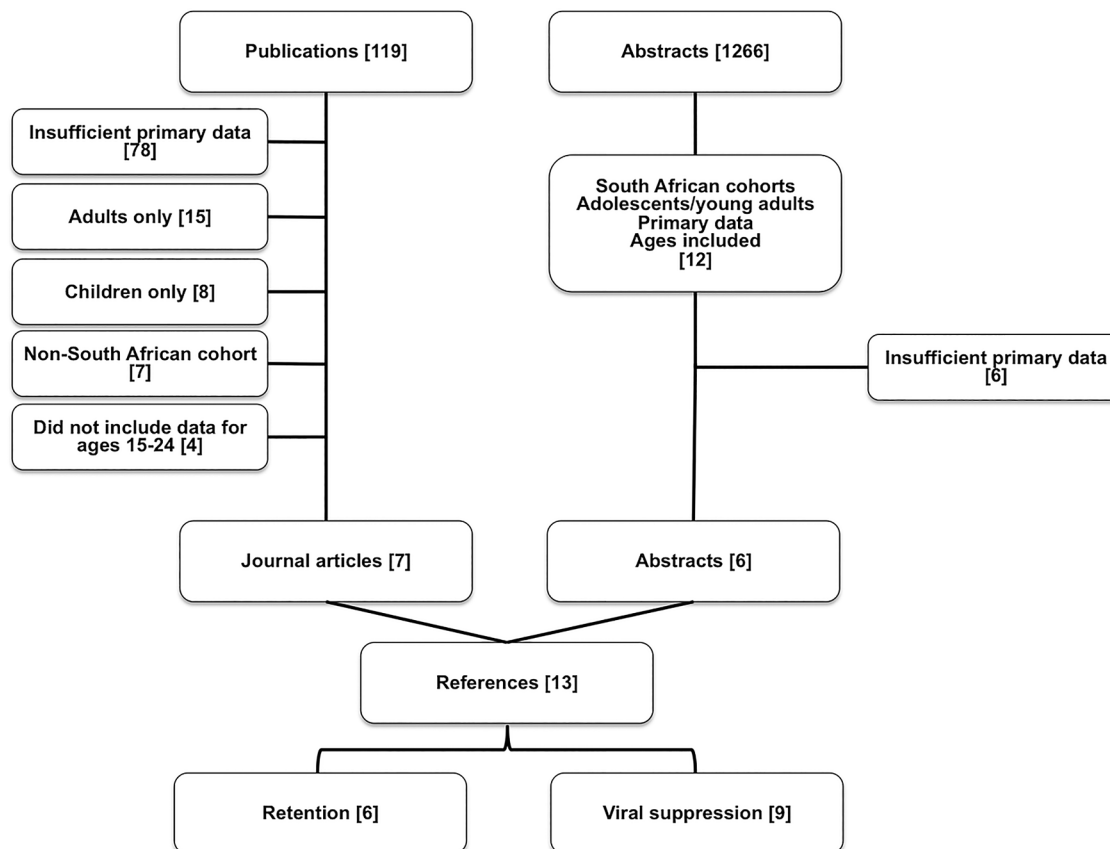 Publications [119]
Abstracts [1266]
Insufficient primary data
[78]
Adults only [15]
Children only [8]
Non-South African cohort
[7]
Did not include data for
ages 15-24 [4]
South African cohorts
Adolescents/young adults
Primary data
Ages included
[12]
Insufficient primary data
[6]
Journal articles [7]
Abstracts [6]
References [13]
Retention [6]
Viral suppression [9]